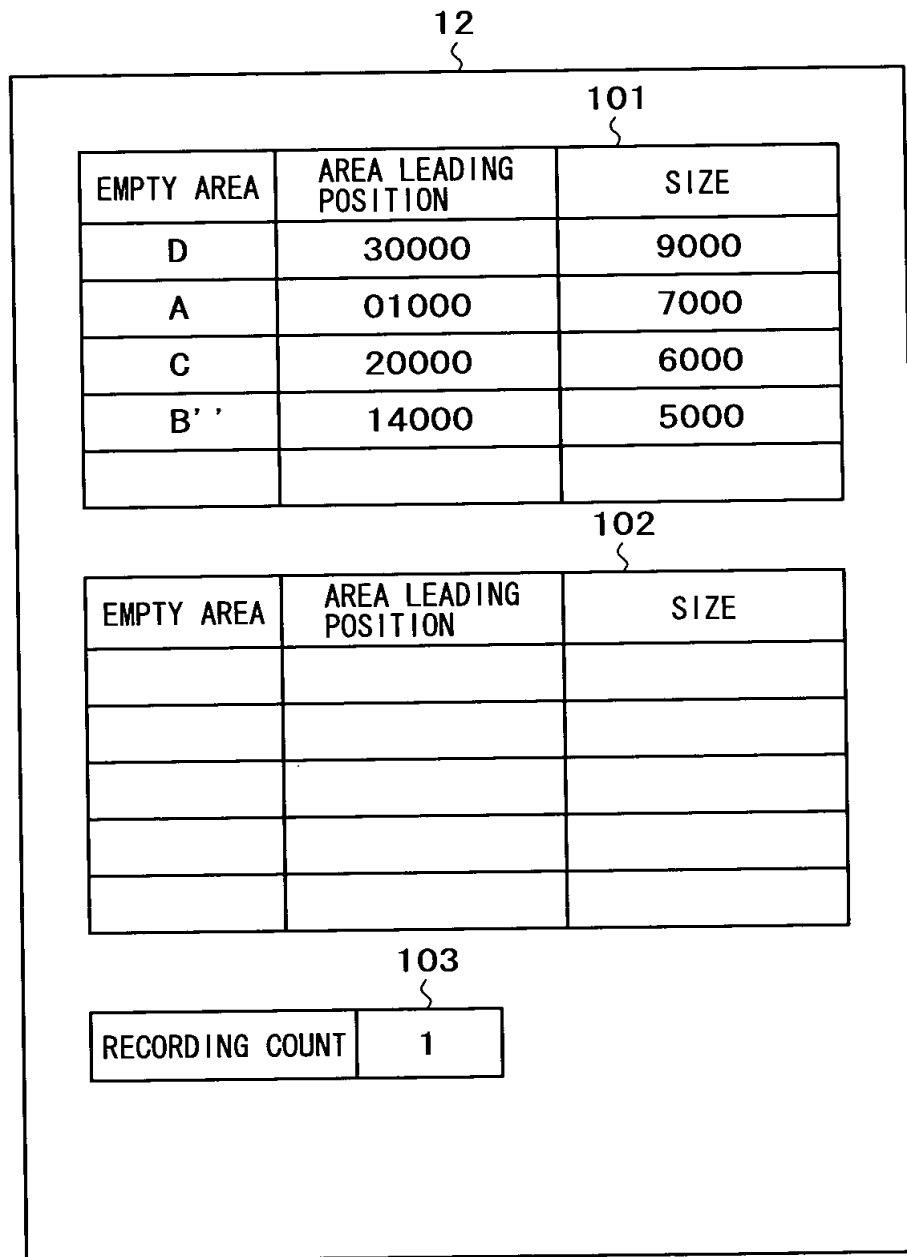 12
101
EMPTY AREA AREA LEADING POSITION SIZE
D 30000 9000
A 01000 7000
C 20000 6000
B'' 14000 5000
102
EMPTY AREA AREA LEADING POSITION SIZE
103
RECORDING COUNT 1